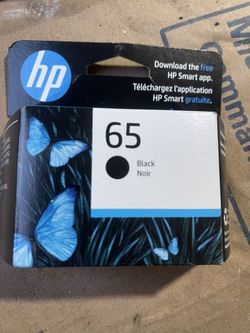 hp
Download the free
HP Smart app.
Téléchargez l'application
HP Smart gratuite.
65
Black
Noir